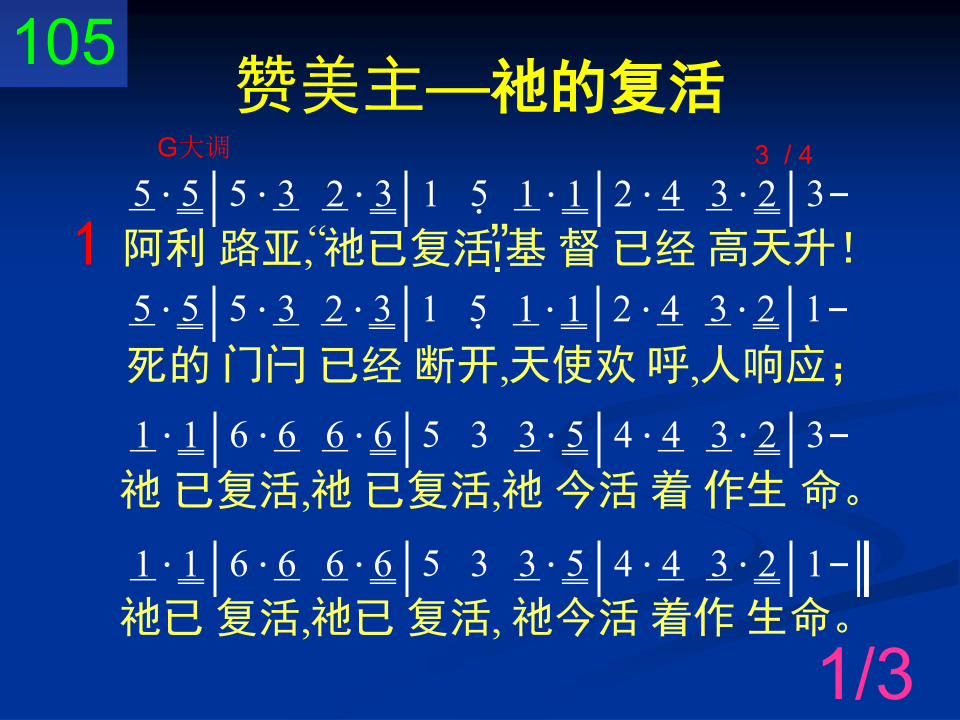 105
赞美主—祂的复活
G大调 3 / 4
5 · 5 | 5 · 3 2 · 3 | 1 5̣ 1 · 1 | 2 · 4 3 · 2 | 3 –
1 阿利 路亚,“祂已复活”! 基 督 已经 高天升!
5 · 5 | 5 · 3 2 · 3 | 1 5̣ 1 · 1 | 2 · 4 3 · 2 | 1 –
死的 门闩 已经 断开,天使欢 呼,人响应;
1 · 1 | 6 · 6 6 · 6 | 5 3 3 · 5 | 4 · 4 3 · 2 | 3 –
祂 已复活,祂 已复活,祂 今活 着 作生 命。
1 · 1 | 6 · 6 6 · 6 | 5 3 3 · 5 | 4 · 4 3 · 2 | 1 – ‖
祂已 复活,祂已 复活, 祂今活 着作 生命。
1/3